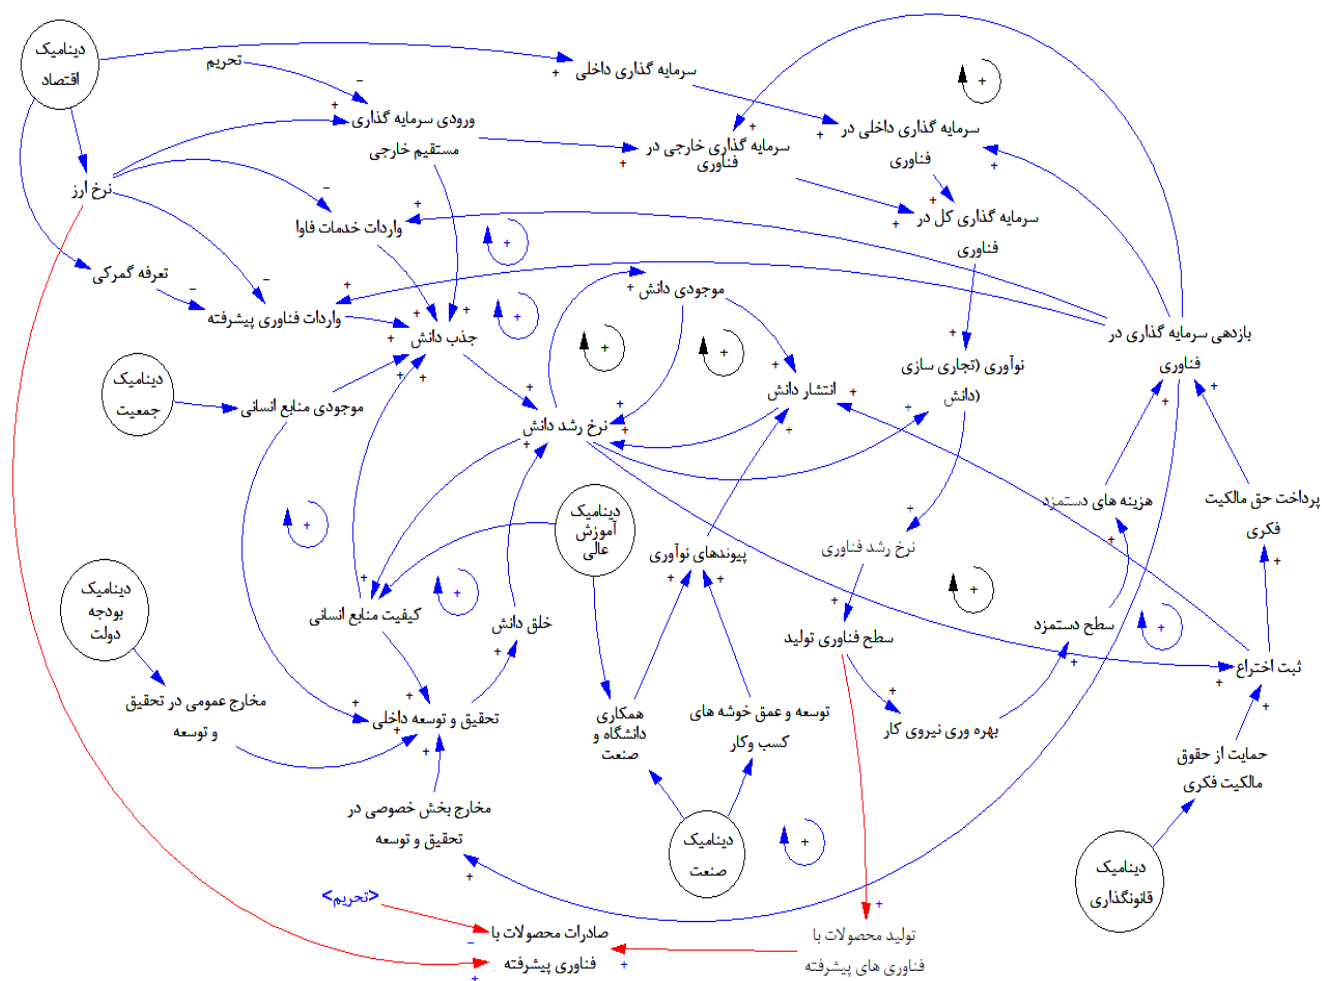 دینامیک
اقتصاد
تحریم
سرمایه گذاری داخلی
ورودی سرمایه گذاری
مستقیم خارجی
سرمایه گذاری خارجی در
فناوری
سرمایه گذاری داخلی در
فناوری
نرخ ارز
واردات خدمات فاوا
سرمایه گذاری کل در
فناوری
تعرفه گمرکی
موجودی دانش
واردات فناوری پیشرفته
جذب دانش
بازدهی سرمایه گذاری در
فناوری
نوآوری (تجاری سازی
دانش)
دینامیک
جمعیت
موجودی منابع انسانی
انتشار دانش
نرخ رشد دانش
دینامیک
آموزش
عالی
هزینه های دستمزد
پرداخت حق مالکیت
فکری
پیوندهای نوآوری
نرخ رشد فناوری
دینامیک
بودجه
دولت
کیفیت منابع انسانی
خلق دانش
سطح فناوری تولید
سطح دستمزد
ثبت اختراع
مخارج عمومی در تحقیق
و توسعه
تحقیق و توسعه داخلی
همکاری
دانشگاه و
صنعت
توسعه و عمق خوشه های
کسب وکار
بهره وری نیروی کار
حمایت از حقوق
مالکیت فکری
مخارج بخش خصوصی در
تحقیق و توسعه
دینامیک
صنعت
دینامیک
قانونگذاری
<تحریم>
صادرات محصولات با
فناوری پیشرفته
تولید محصولات با
فناوری های پیشرفته